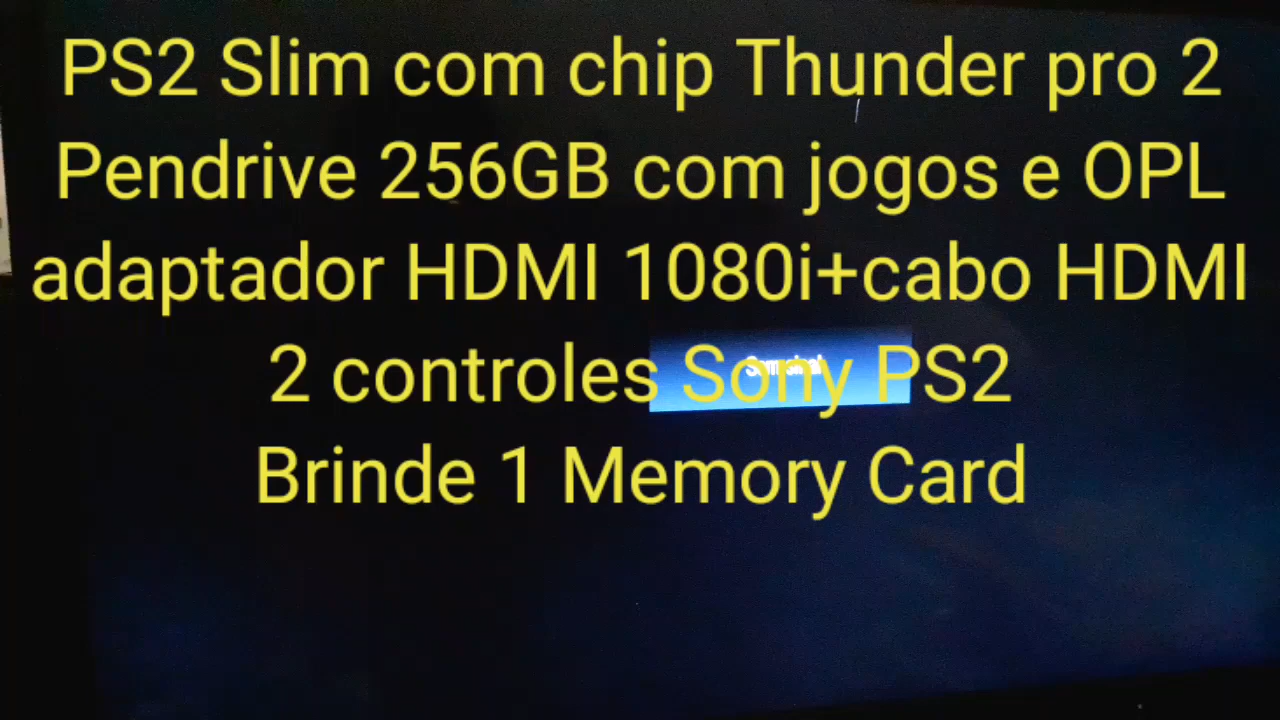 PS2 Slim com chip Thunder pro 2
Pendrive 256GB com jogos e OPL
adaptador HDMI 1080i+cabo HDMI
2 controles Sony PS2
Brinde 1 Memory Card